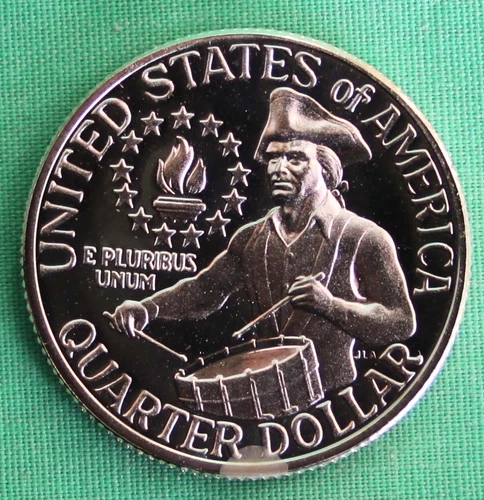 UNITED STATES of AMERICA
E PLURIBUS
UNUM
JLA
QUARTER DOLLAR